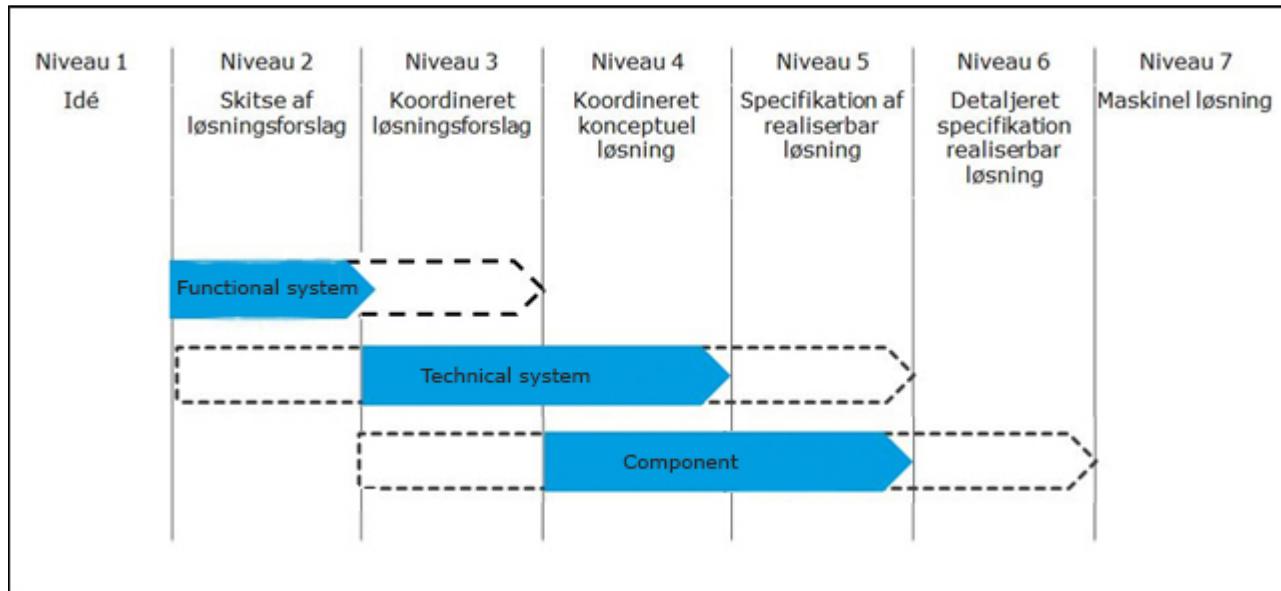 Niveau 1
Idé
Niveau 2
Skitse af
løsningsforslag
Niveau 3
Koordineret
løsningsforslag
Niveau 4
Koordineret
konceptuel
løsning
Niveau 5
Specifikation af
realiserbar
løsning
Niveau 6
Detaljeret
specifikation
realiserbar
løsning
Niveau 7
Maskinel løsning
Functional system
Technical system
Component